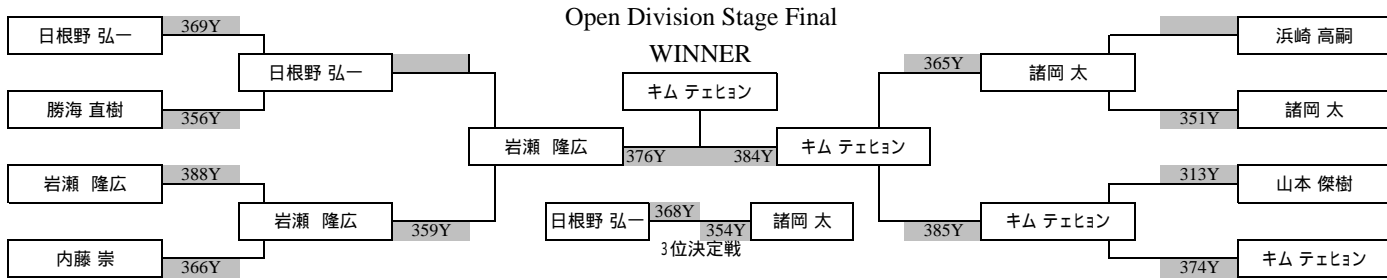 Open Division Stage Final
WINNER
キム テェヒョン
日根野 弘一
369Y
勝海 直樹
356Y
岩瀬 隆広
388Y
内藤 崇
366Y
日根野 弘一
岩瀬 隆広
359Y
岩瀬 隆広
376Y
384Y
キム テェヒョン
日根野 弘一
368Y
354Y
諸岡 太
3位決定戦
365Y
諸岡 太
385Y
キム テェヒョン
浜崎 高嗣
351Y
諸岡 太
313Y
山本 傑樹
374Y
キム テェヒョン